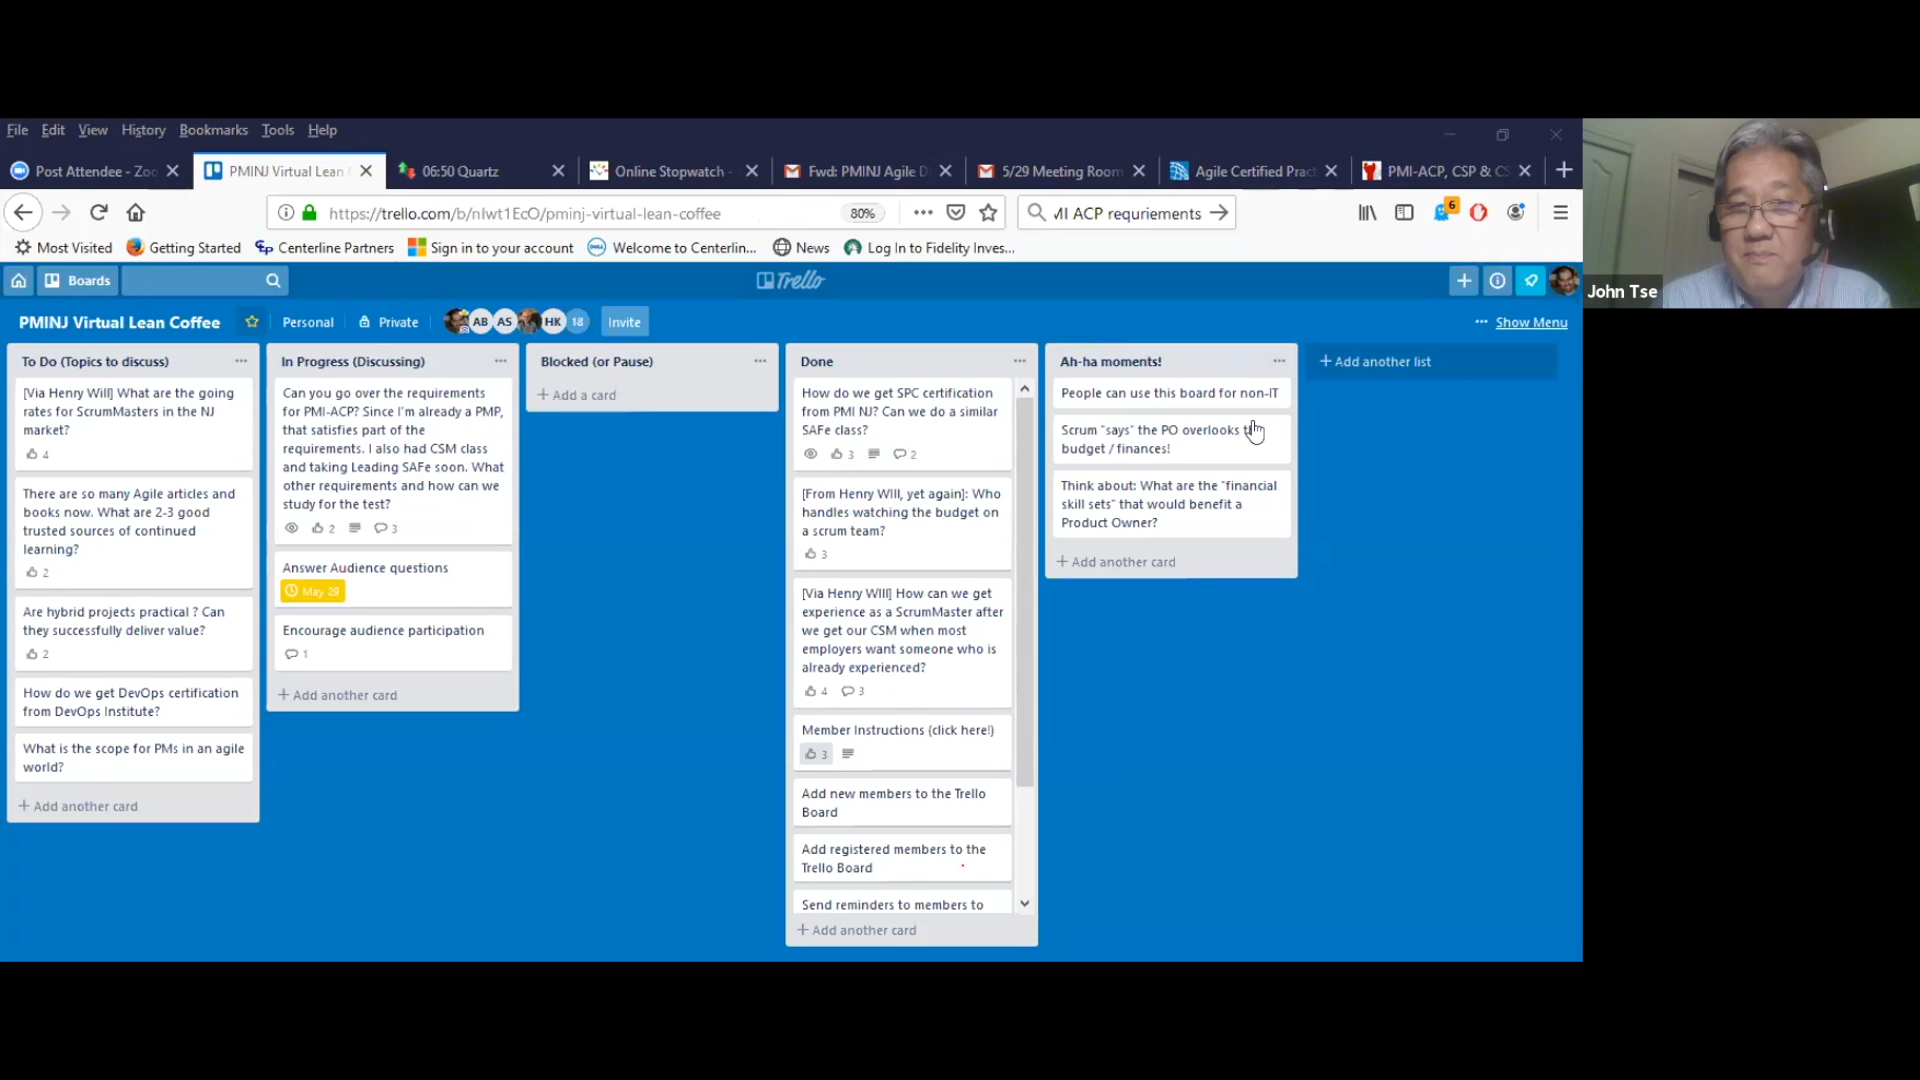 File Edit View History Bookmarks Tools Help
Post Attendee - Zoo
PMINJ Virtual Lean
06:50 Quartz
Online Stopwatch -
Fwd: PMINJ Agile D
5/29 Meeting Room
Agile Certified Pract
PMI-ACP, CSP & CS
https://trello.com/b/nIwt1EcO/pminj-virtual-lean-coffee
80%
MI ACP requriements
6
Most Visited
Getting Started
Centerline Partners
Sign in to your account
Welcome to Centerlin...
News
Log In to Fidelity Inves...
Boards
Trello
PMINJ Virtual Lean Coffee
Personal
Private
AB
AS
HK
18
Invite
... Show Menu
John Tse
To Do (Topics to discuss)
[Via Henry Will] What are the going
rates for ScrumMasters in the NJ
market?
4
There are so many Agile articles and
books now. What are 2-3 good
trusted sources of continued
learning?
2
Are hybrid projects practical ? Can
they successfully deliver value?
2
How do we get DevOps certification
from DevOps Institute?
What is the scope for PMs in an agile
world?
+ Add another card
In Progress (Discussing)
Can you go over the requirements
for PMI-ACP? Since I'm already a PMP,
that satisfies part of the
requirements. I also had CSM class
and taking Leading SAFe soon. What
other requirements and how can we
study for the test?
2
3
Answer Audience questions
May 29
Encourage audience participation
1
+ Add another card
Blocked (or Pause)
+ Add a card
Done
How do we get SPC certification
from PMI NJ? Can we do a similar
SAFe class?
3
2
[From Henry WIll, yet again]: Who
handles watching the budget on
a scrum team?
3
[Via Henry WIll] How can we get
experience as a ScrumMaster after
we get our CSM when most
employers want someone who is
already experienced?
4
3
Member Instructions (click here!)
3
Add new members to the Trello
Board
Add registered members to the
Trello Board
Send reminders to members to
+ Add another card
Ah-ha moments!
People can use this board for non-IT
Scrum "says" the PO overlooks
budget / finances!
Think about: What are the "financial
skill sets" that would benefit a
Product Owner?
+ Add another card
+ Add another list